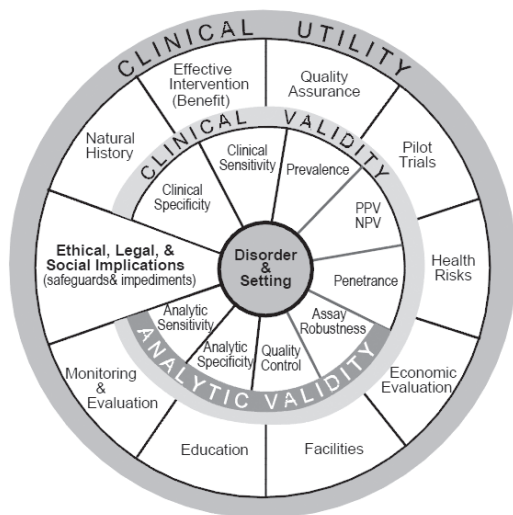 CLINICAL UTILITY
Effective
Intervention
(Benefit)
Quality
Assurance
Natural
History
Pilot
Trials
CLINICAL VALIDITY
Clinical
Sensitivity
Prevalence
Clinical
Specificity
PPV
NPV
Ethical, Legal, &
Social Implications
(safeguards& impediments)
Disorder
&
Setting
Penetrance
Health
Risks
Analytic
Sensitivity
Assay
Robustness
Analytic
Specificity
Quality
Control
ANALYTIC VALIDITY
Monitoring
&
Evaluation
Economic
Evaluation
Education
Facilities